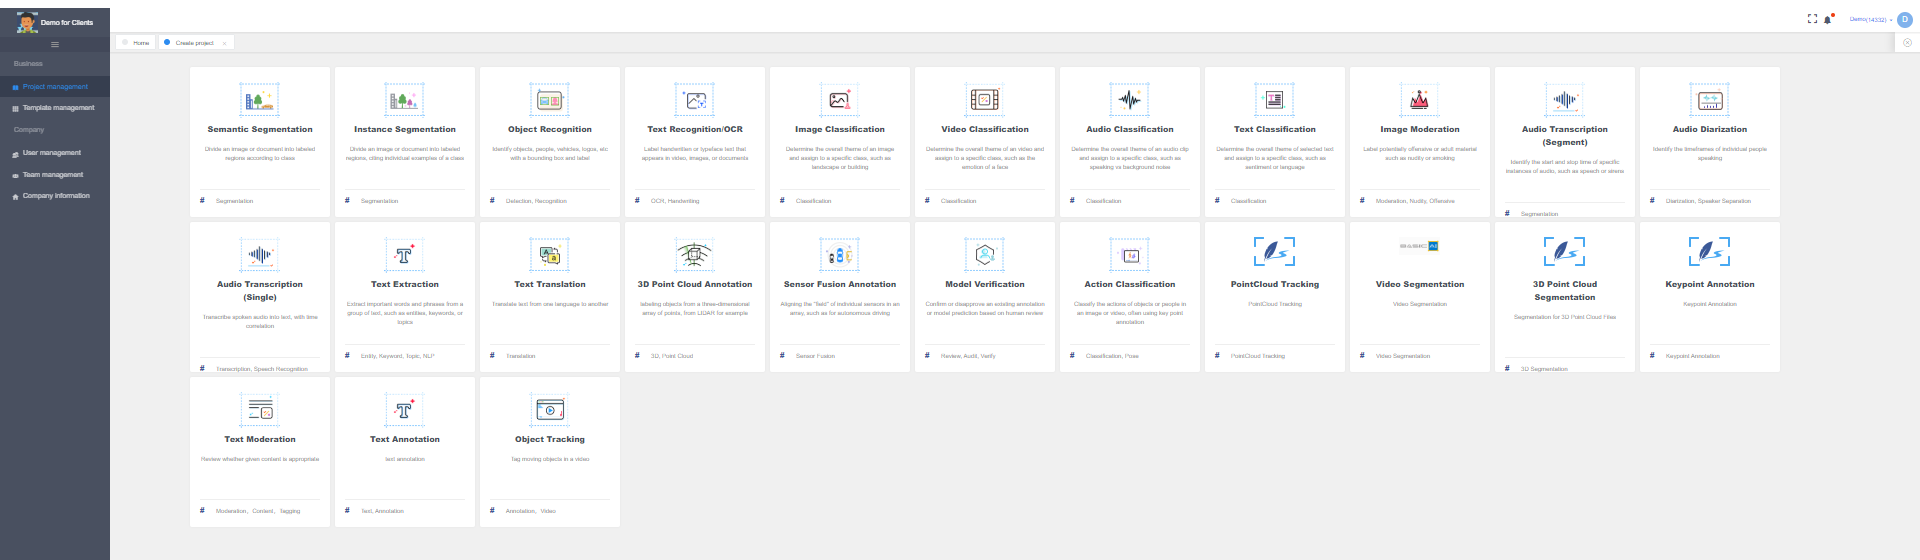 Demo for Clients
Demo(14332)
D
Home
Create project
Business
Project management
Template management
Company
User management
Team management
Company Information
Semantic Segmentation
Divide an image or document into labeled
regions according to class
# Segmentation
Instance Segmentation
Divide an image or document into labeled
regions, citing individual examples of a class
# Segmentation
Object Recognition
Identify objects, people, vehicles, logos, etc
with a bounding box and label
# Detection, Recognition
Text Recognition/OCR
Label handwritten or typeface text that
appears in video, images, or documents
# OCR, Handwriting
Image Classification
Determine the overall theme of an image
and assign to a specific class, such as
landscape or building
# Classification
Video Classification
Determine the overall theme of an video and
assign to a specific class, such as the
emotion of a face
# Classification
Audio Classification
Determine the overall theme of an audio clip
and assign to a specific class, such as
speaking vs background noise
# Classification
Text Classification
Determine the overall theme of selected text
and assign to a specific class, such as
sentiment or language
# Classification
Image Moderation
Label potentially offensive or adult material
such as nudity or smoking
# Moderation, Nudity, Offensive
Audio Transcription
(Segment)
Identify the start and stop time of specific
instances of audio, such as speech or sirens
# Segmentation
Audio Diarization
Identify the timeframes of individual people
speaking
# Diarization, Speaker Separation
Audio Transcription
(Single)
Transcribe spoken audio into text, with time
correlation
# Transcription, Speech Recognition
Text Extraction
Extract important words and phrases from a
group of text, such as entities, keywords, or
topics
# Entity, Keyword, Topic, NLP
Text Translation
Translate text from one language to another
# Translation
3D Point Cloud Annotation
labeling objects from a three-dimensional
array of points, from LIDAR for example
# 3D, Point Cloud
Sensor Fusion Annotation
Aligning the "field" of individual sensors in an
array, such as for autonomous driving
# Sensor Fusion
Model Verification
Confirm or disapprove an existing annotation
or model prediction based on human review
# Review, Audit, Verify
Action Classification
Classify the actions of objects or people in
an image or video, often using key point
annotation
# Classification, Pose
PointCloud Tracking
PointCloud Tracking
# PointCloud Tracking
Video Segmentation
Video Segmentation
# Video Segmentation
3D Point Cloud
Segmentation
Segmentation for 3D Point Cloud Files
# 3D Segmentation
Keypoint Annotation
Keypoint Annotation
# Keypoint Annotation
Text Moderation
Review whether given content is appropriate
# Moderation, Content, Tagging
Text Annotation
text annotation
# Text, Annotation
Object Tracking
Tag moving objects in a video
# Annotation, Video